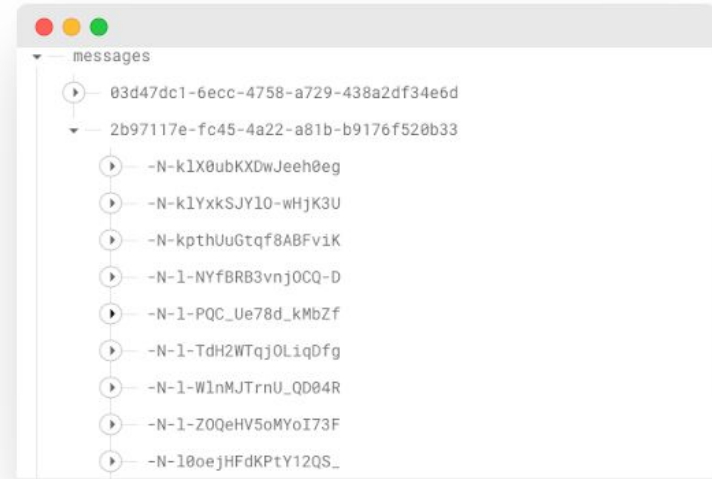 messages
03d47dc1-6ecc-4758-a729-438a2df34e6d
2b97117e-fc45-4a22-a81b-b9176f520b33
-N-klX0ubKXDwJeeh0eg
-N-klYxkSJYlO-wHjK3U
-N-kpthUuGtqf8ABFviK
-N-l-NYfBRB3vnjOCQ-D
-N-l-PQC_Ue78d_kMbZf
-N-l-TdH2WTqjOLiqDfg
-N-l-WlnMJTrnU_QD04R
-N-l-ZOQeHV5oMYoI73F
-N-l0oejHFdKPtY12QS_